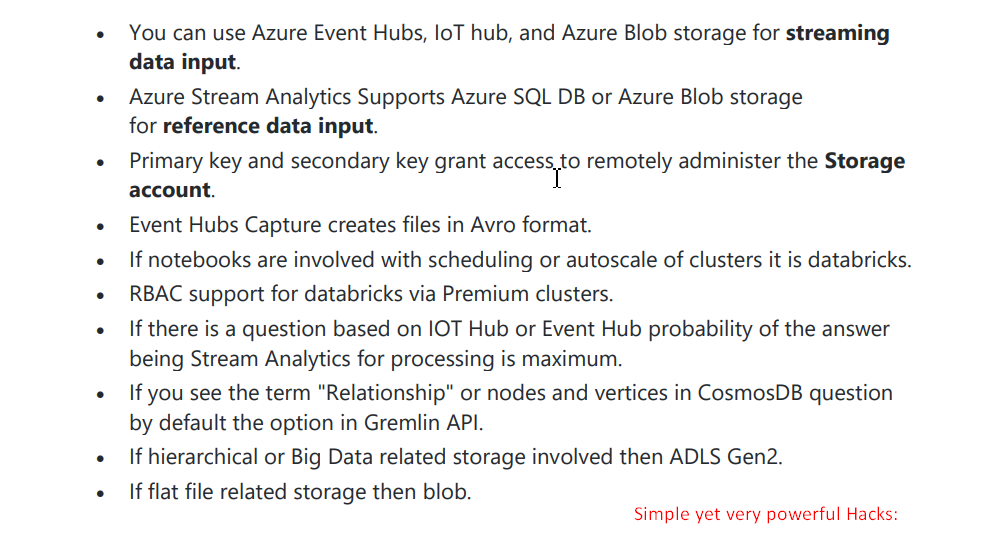 • You can use Azure Event Hubs, IoT hub, and Azure Blob storage for streaming
data input.
• Azure Stream Analytics Supports Azure SQL DB or Azure Blob storage
for reference data input.
• Primary key and secondary key grant access to remotely administer the Storage
account.
• Event Hubs Capture creates files in Avro format.
• If notebooks are involved with scheduling or autoscale of clusters it is databricks.
• RBAC support for databricks via Premium clusters.
• If there is a question based on IOT Hub or Event Hub probability of the answer
being Stream Analytics for processing is maximum.
• If you see the term "Relationship" or nodes and vertices in CosmosDB question
by default the option in Gremlin API.
• If hierarchical or Big Data related storage involved then ADLS Gen2.
• If flat file related storage then blob.
Simple yet very powerful Hacks: